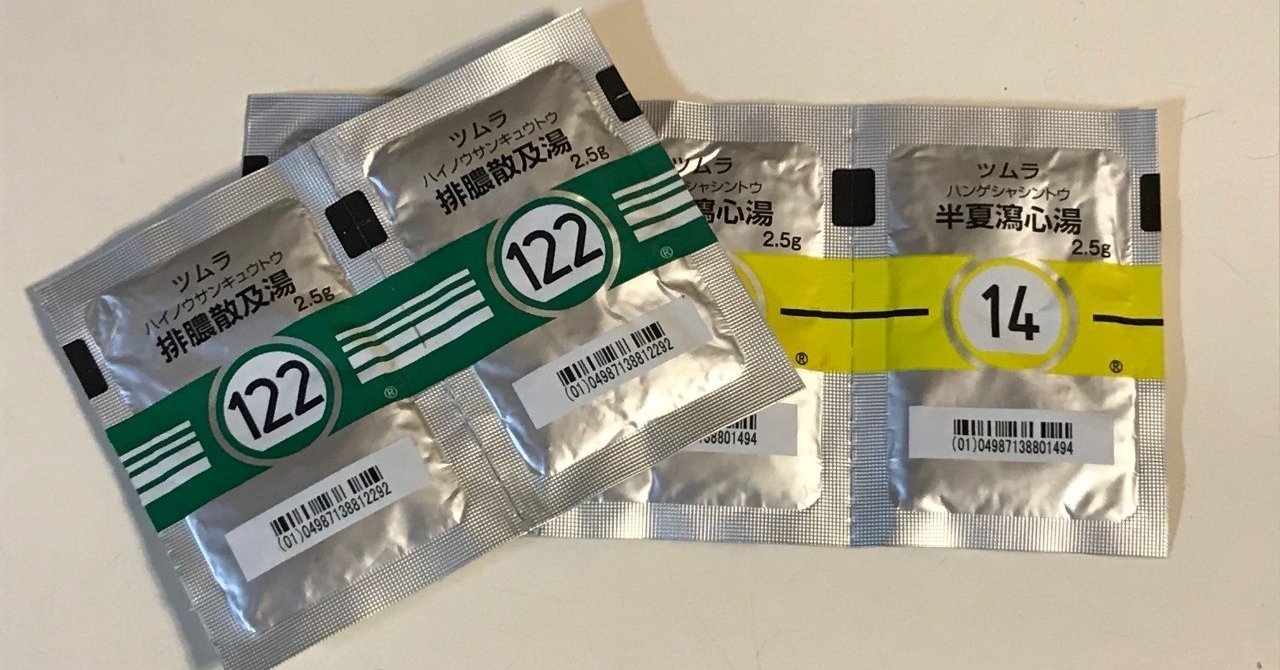 ツムラ
ハイノウサンキュウトウ
排膿散及湯
2.5g
122
®
(01)04987138812292
ツムラ
ハイノウサンキュウトウ
排膿散及湯
2.5g
122
®
(01)04987138812292
ツムラ
シャシントウ
瀉心湯
2.5g
®
38801494
ツムラ
ハンゲシャシントウ
半夏瀉心湯
2.5g
14
®
(01)04987138801494